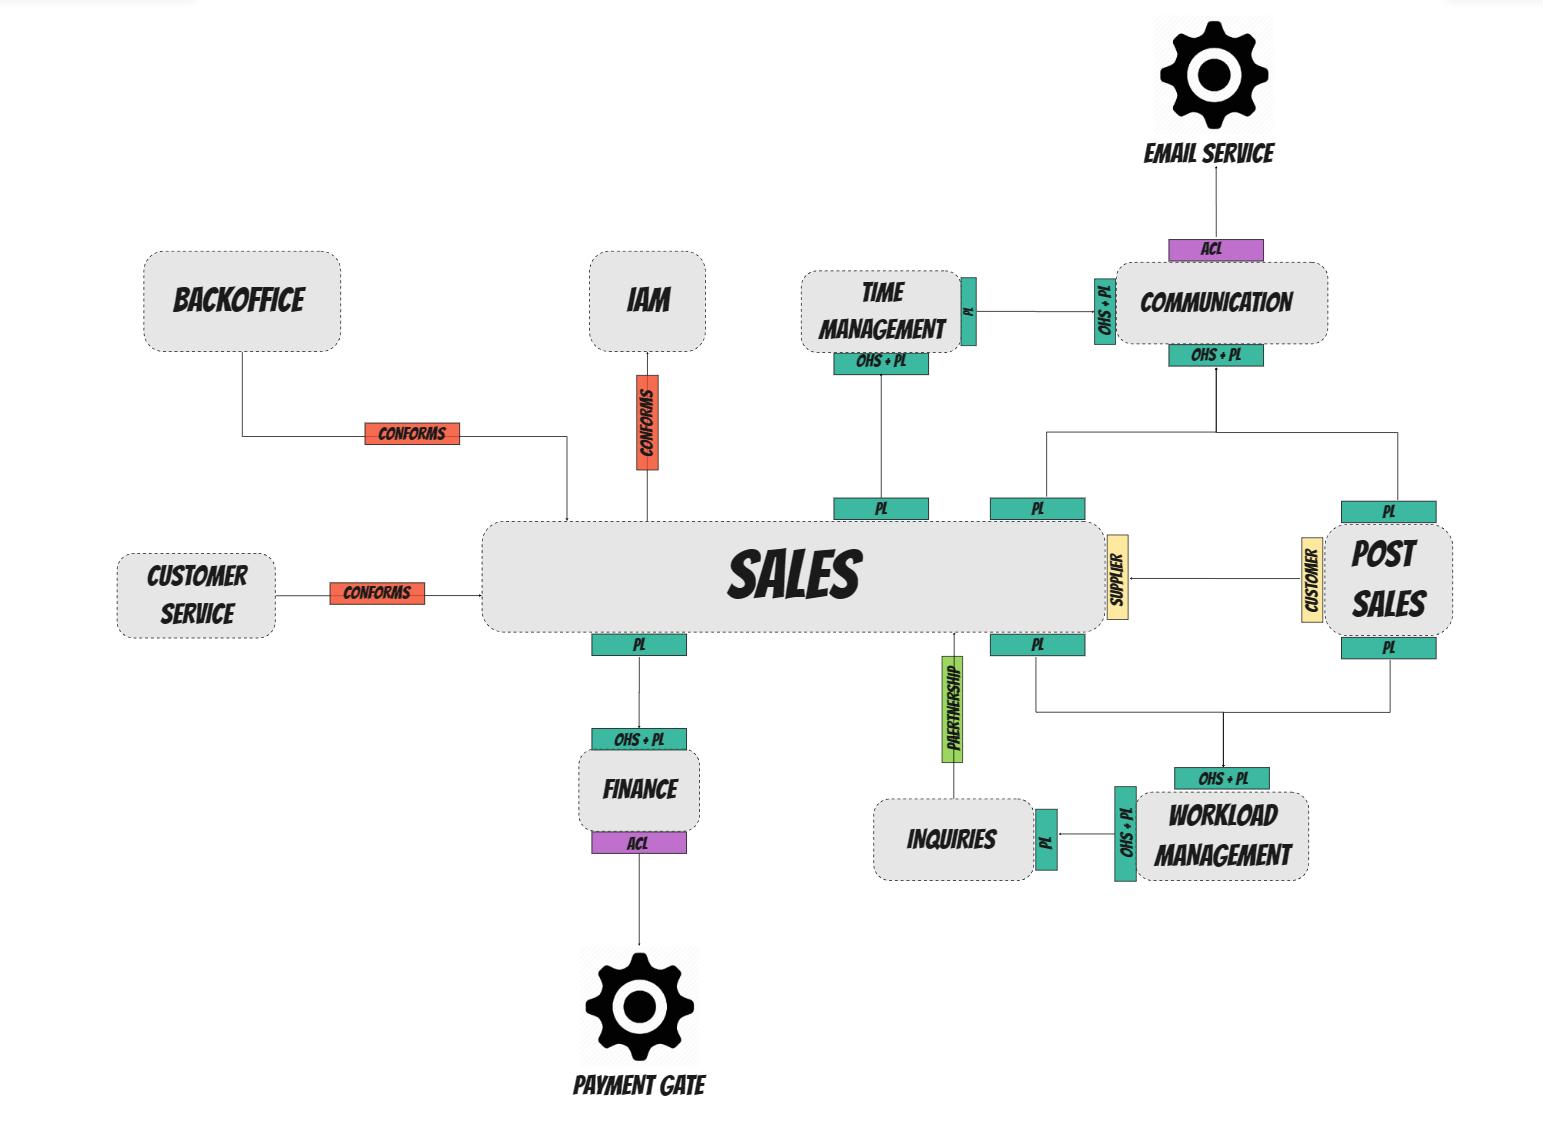 EMAIL SERVICE
ACL
BACKOFFICE
IAM
TIME
MANAGEMENT
PL
OHS + PL
COMMUNICATION
OHS + PL
OHS + PL
CONFORMS
CONFORMS
PL
PL
PL
SALES
SUPPLIER
CUSTOMER
POST
SALES
CUSTOMER
SERVICE
CONFORMS
PL
PL
PL
PAERTNERSHIP
OHS + PL
FINANCE
ACL
OHS + PL
INQUIRIES
PL
OHS + PL
WORKLOAD
MANAGEMENT
PAYMENT GATE